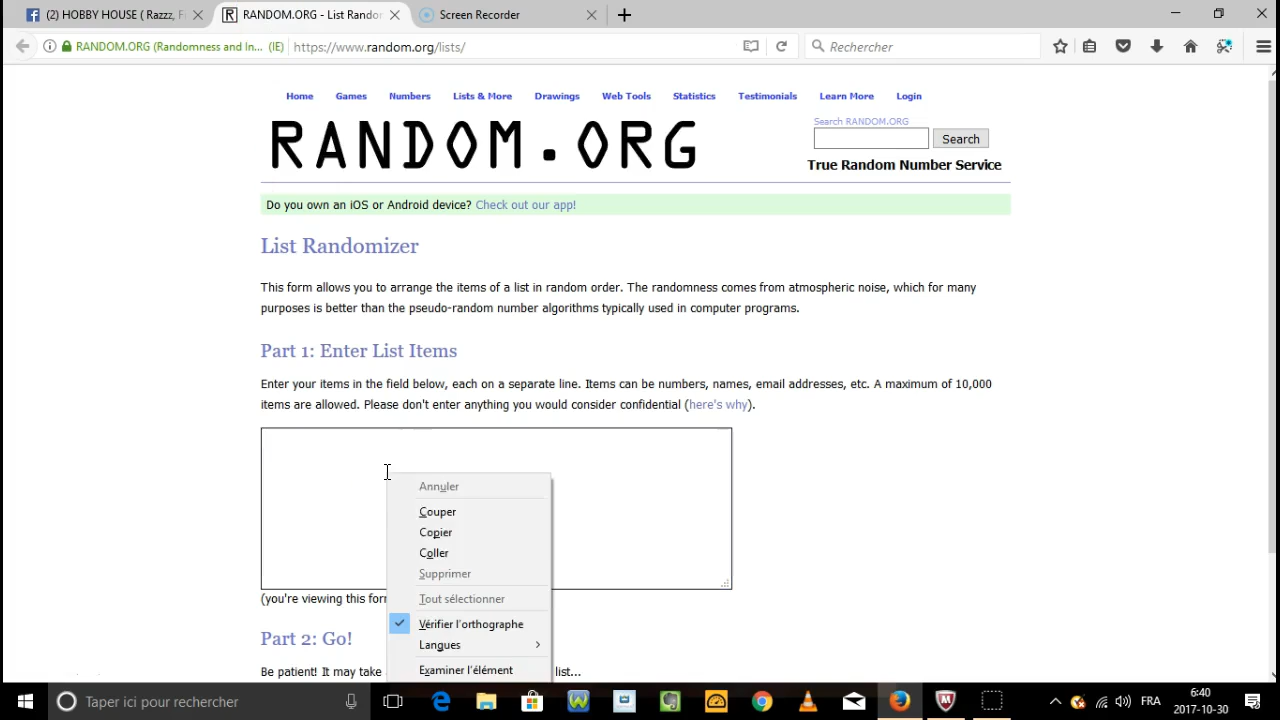 (2) HOBBY HOUSE ( Razzz, F
RANDOM.ORG - List Randor
Screen Recorder
RANDOM.ORG (Randomness and In... (IE)
https://www.random.org/lists/
Rechercher
Home Games Numbers Lists & More Drawings Web Tools Statistics Testimonials Learn More Login
RANDOM.ORG
Search RANDOM.ORG
Search
True Random Number Service
Do you own an iOS or Android device? Check out our app!
List Randomizer
This form allows you to arrange the items of a list in random order. The randomness comes from atmospheric noise, which for many
purposes is better than the pseudo-random number algorithms typically used in computer programs.
Part 1: Enter List Items
Enter your items in the field below, each on a separate line. Items can be numbers, names, email addresses, etc. A maximum of 10,000
items are allowed. Please don't enter anything you would consider confidential (here's why).
Annuler
Couper
Copier
Coller
Supprimer
Tout sélectionner
Vérifier l'orthographe
Langues
Examiner l'élément
(you're viewing this for
Part 2: Go!
Be patient! It may take list...
Taper ici pour rechercher
FRA
6:40
2017-10-30